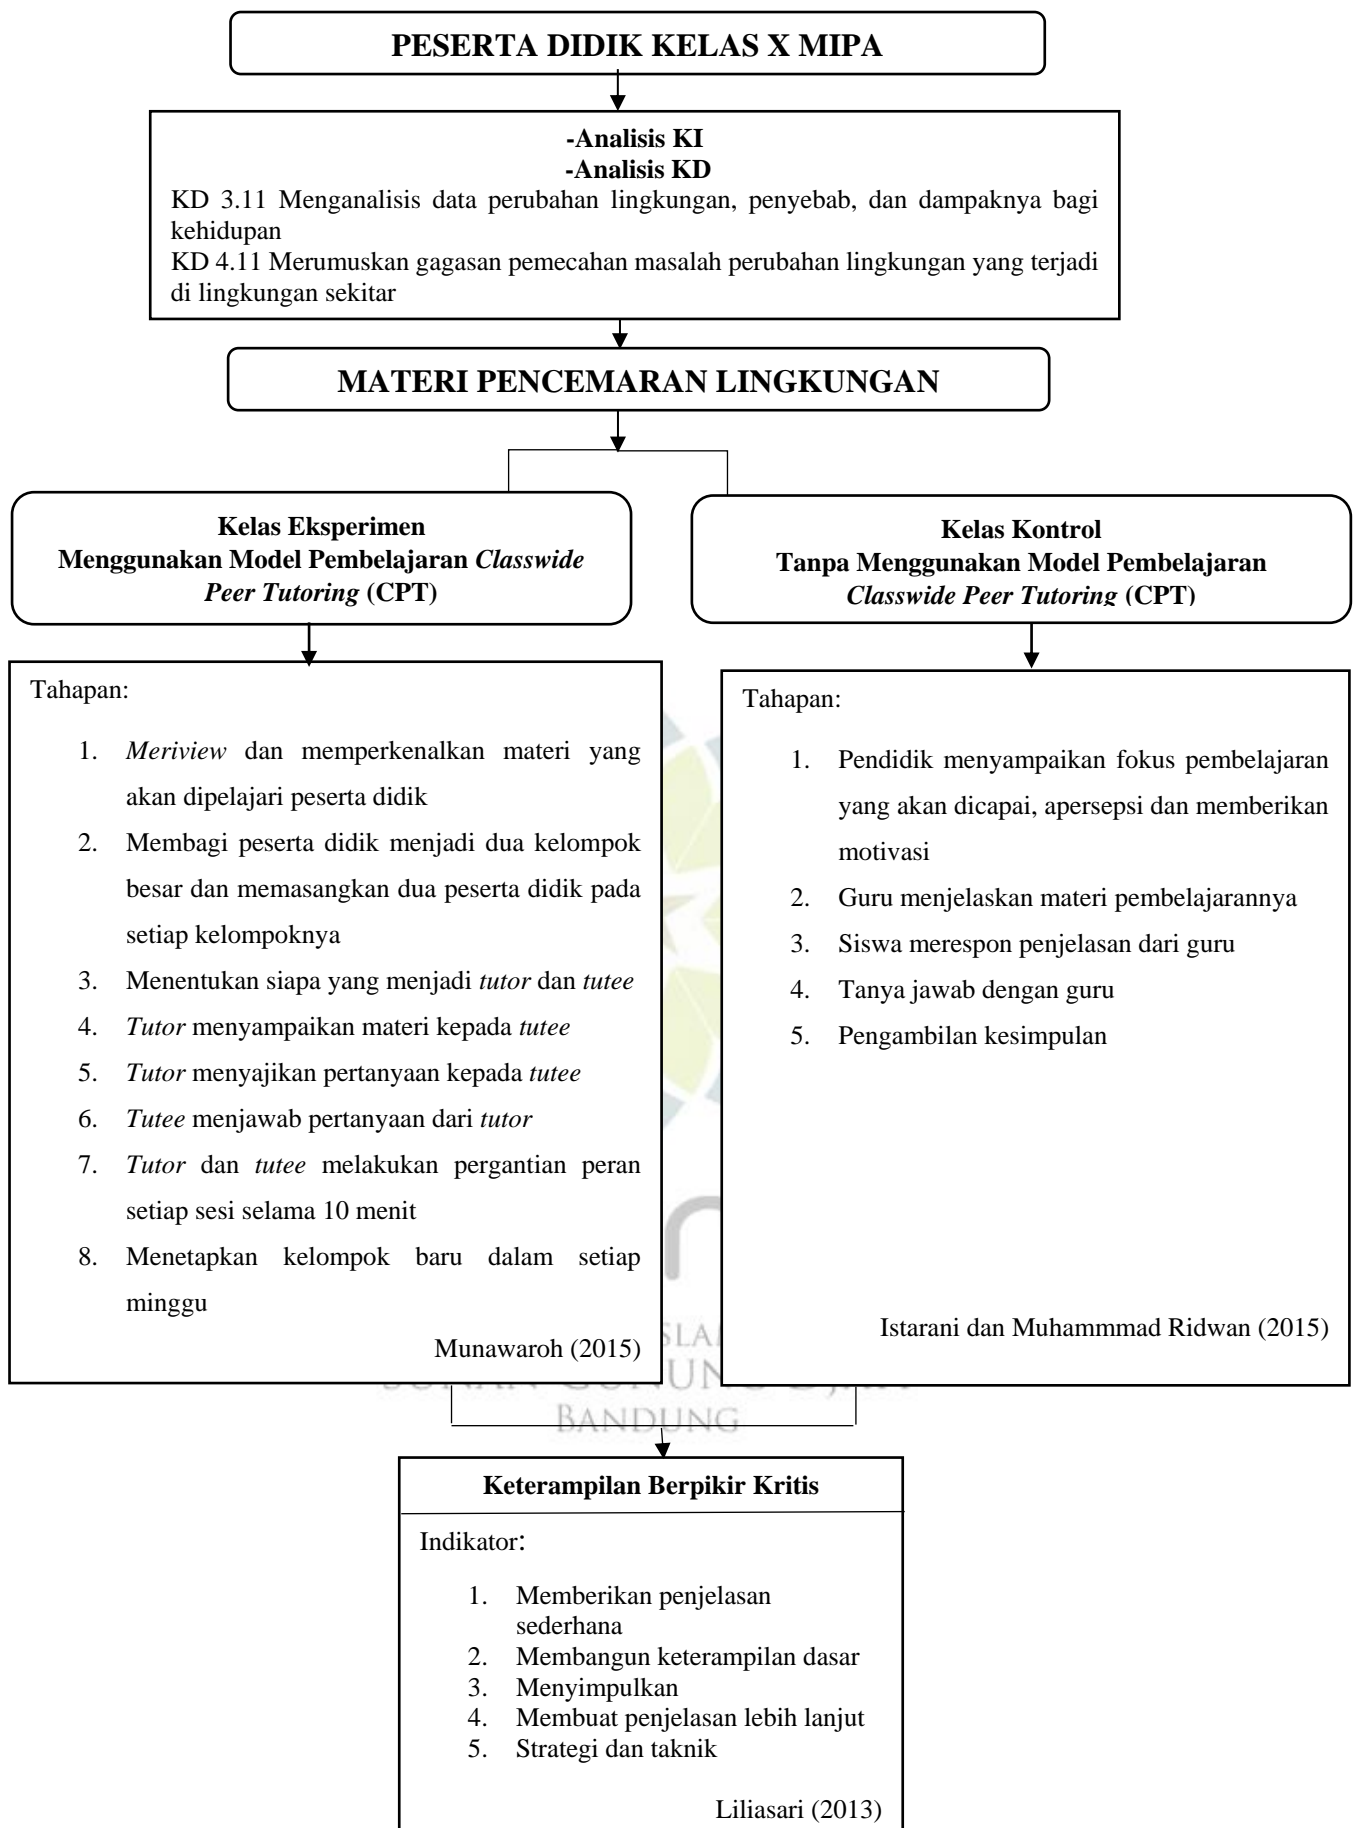 PESERTA DIDIK KELAS X MIPA
-Analisis KI
-Analisis KD
KD 3.11 Menganalisis data perubahan lingkungan, penyebab, dan dampaknya bagi
kehidupan
KD 4.11 Merumuskan gagasan pemecahan masalah perubahan lingkungan yang terjadi
di lingkungan sekitar
MATERI PENCEMARAN LINGKUNGAN
Kelas Eksperimen
Menggunakan Model Pembelajaran Classwide
Peer Tutoring (CPT)
Kelas Kontrol
Tanpa Menggunakan Model Pembelajaran
Classwide Peer Tutoring (CPT)
Tahapan:
1. Meriview dan memperkenalkan materi yang
akan dipelajari peserta didik
2. Membagi peserta didik menjadi dua kelompok
besar dan memasangkan dua peserta didik pada
setiap kelompoknya
3. Menentukan siapa yang menjadi tutor dan tutee
4. Tutor menyampaikan materi kepada tutee
5. Tutor menyajikan pertanyaan kepada tutee
6. Tutee menjawab pertanyaan dari tutor
7. Tutor dan tutee melakukan pergantian peran
setiap sesi selama 10 menit
8. Menetapkan kelompok baru dalam setiap
minggu
Munawaroh (2015)
Tahapan:
1. Pendidik menyampaikan fokus pembelajaran
yang akan dicapai, apersepsi dan memberikan
motivasi
2. Guru menjelaskan materi pembelajarannya
3. Siswa merespon penjelasan dari guru
4. Tanya jawab dengan guru
5. Pengambilan kesimpulan
Istarani dan Muhammmad Ridwan (2015)
BANDUNG
Keterampilan Berpikir Kritis
Indikator:
1. Memberikan penjelasan
sederhana
2. Membangun keterampilan dasar
3. Menyimpulkan
4. Membuat penjelasan lebih lanjut
5. Strategi dan taknik
Liliasari (2013)